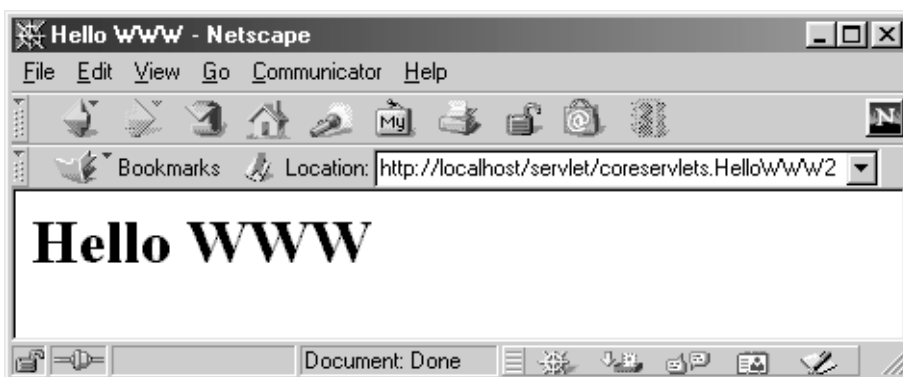 Hello WWW - Netscape
File Edit View Go Communicator Help
My N
Bookmarks Location: http://localhost/servlet/coreservlets.HelloWWW2
Hello WWW
Document: Done